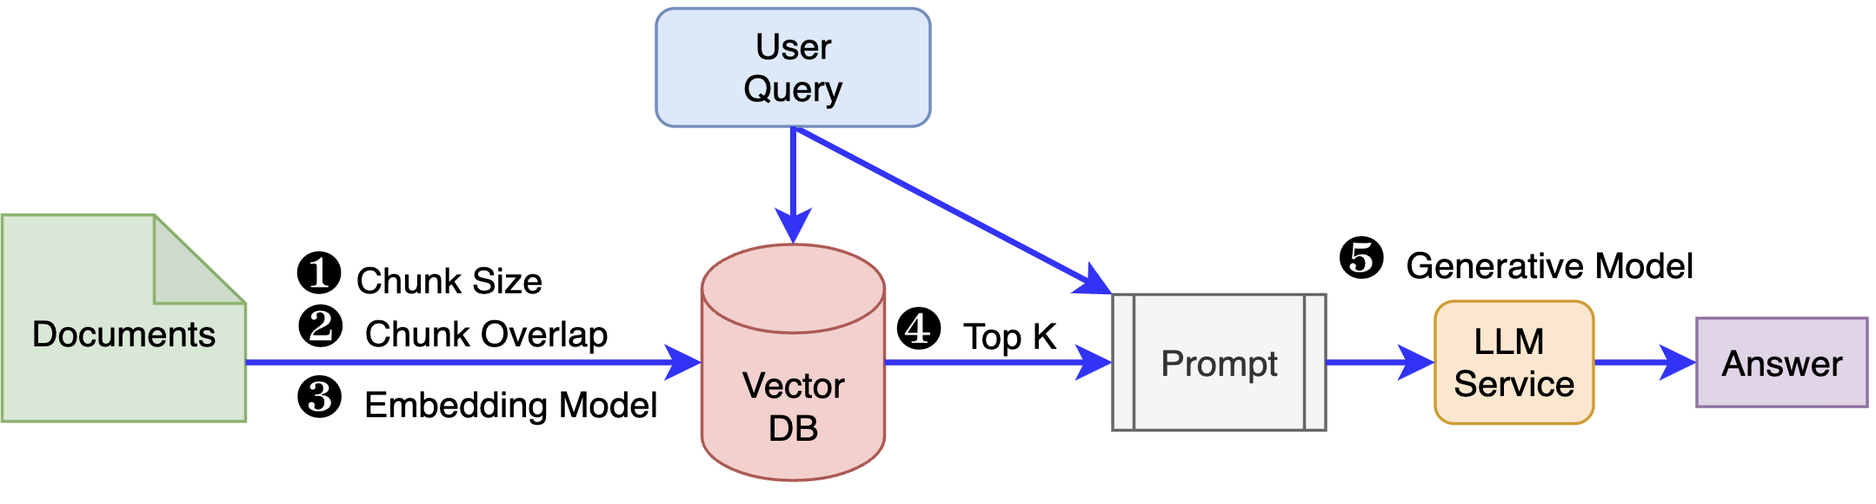 User
Query
Documents
❶ Chunk Size
❷ Chunk Overlap
❸ Embedding Model
Vector
DB
❹ Top K
Prompt
❺ Generative Model
LLM
Service
Answer